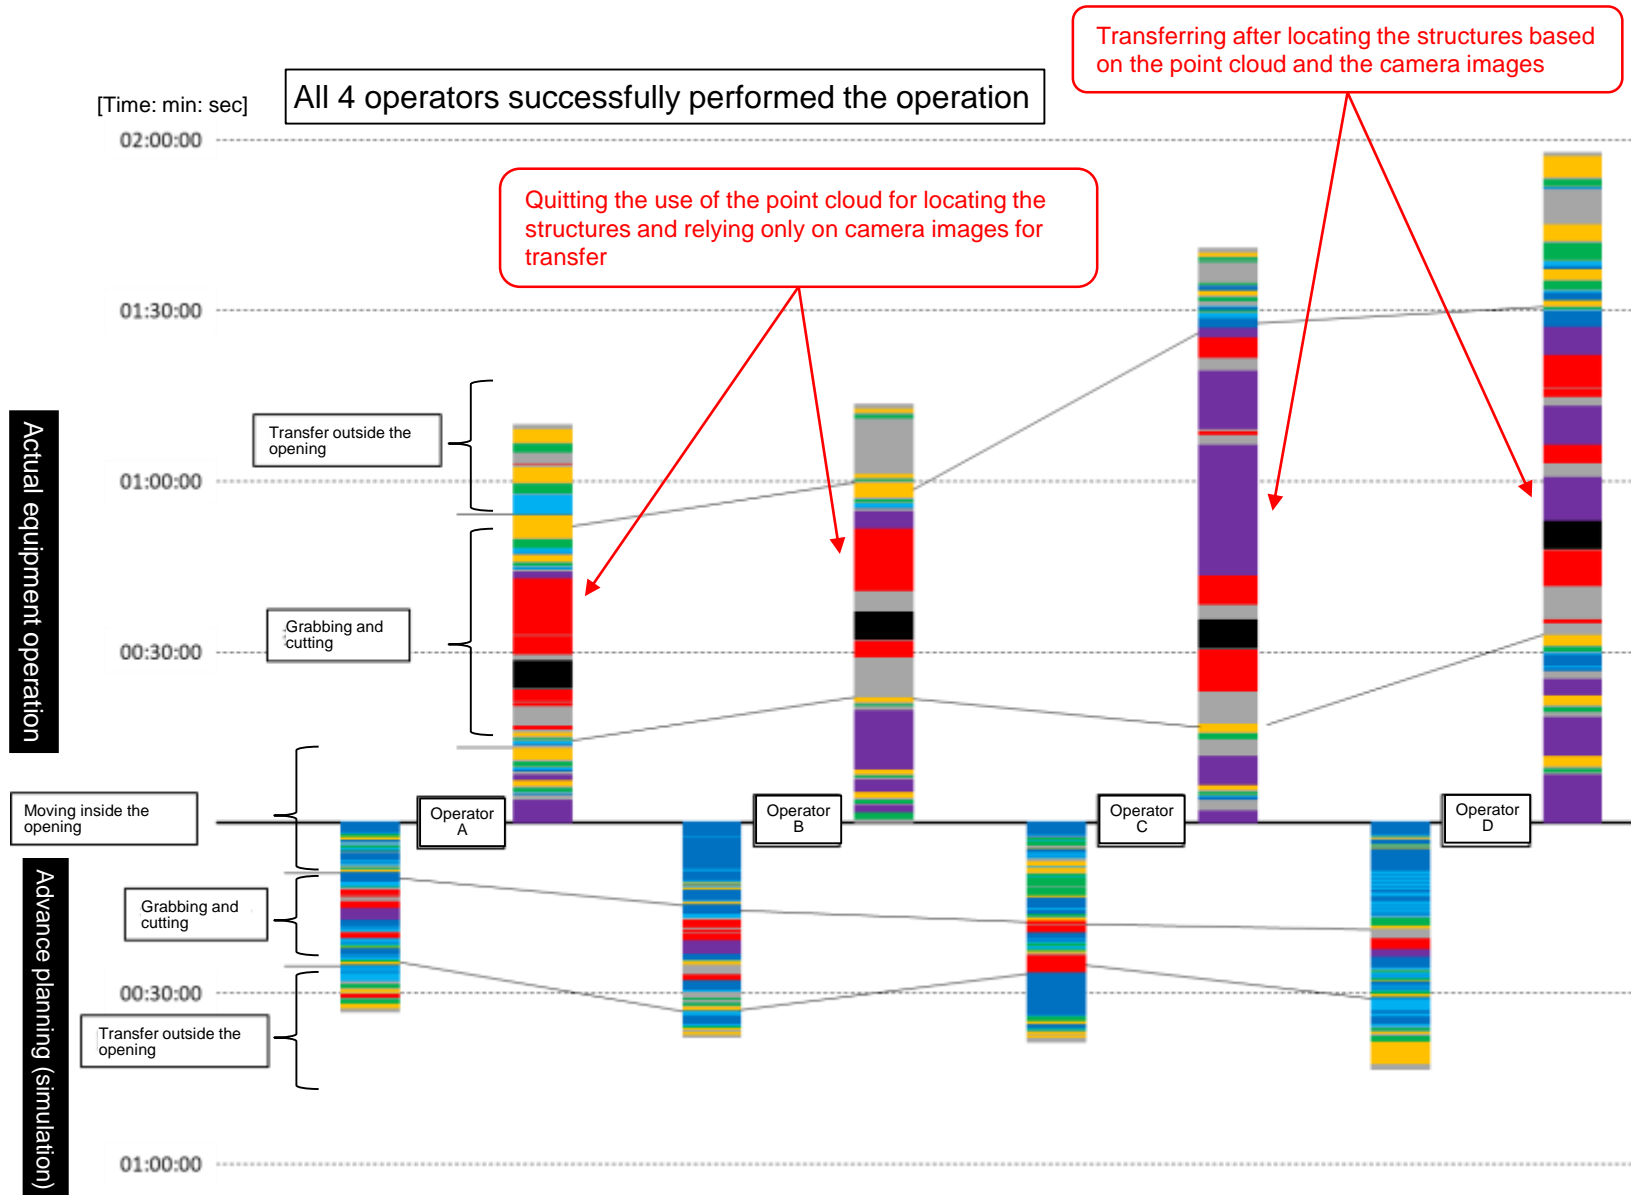 Transferring after locating the structures based
on the point cloud and the camera images
[Time: min: sec]
All 4 operators successfully performed the operation
02:00:00
Quitting the use of the point cloud for locating the
structures and relying only on camera images for
transfer
01:30:00
Actual equipment operation
Transfer outside the
opening
01:00:00
Grabbing and
cutting
00:30:00
Moving inside the
opening
Operator
A
Operator
B
Operator
C
Operator
D
Advance planning (simulation)
Grabbing and
cutting
00:30:00
Transfer outside the
opening
01:00:00